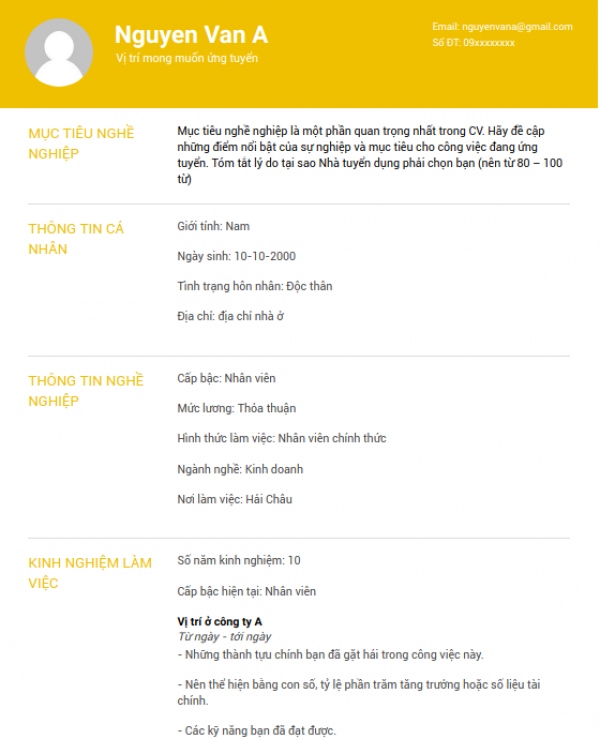 Nguyen Van A
Vị trí mong muốn ứng tuyển
Email: nguyenvana@gmail.com
Số ĐT: 09xxxxxxxx
MỤC TIÊU NGHỀ
NGHIỆP
Mục tiêu nghề nghiệp là một phần quan trọng nhất trong CV. Hãy đề cập
những điểm nổi bật của sự nghiệp và mục tiêu cho công việc đang ứng
tuyển. Tóm tắt lý do tại sao Nhà tuyển dụng phải chọn bạn (nên từ 80 – 100
từ)
THÔNG TIN CÁ
NHÂN
Giới tính: Nam
Ngày sinh: 10-10-2000
Tình trạng hôn nhân: Độc thân
Địa chỉ: địa chỉ nhà ở
THÔNG TIN NGHỀ
NGHIỆP
Cấp bậc: Nhân viên
Mức lương: Thỏa thuận
Hình thức làm việc: Nhân viên chính thức
Ngành nghề: Kinh doanh
Nơi làm việc: Hải Châu
KINH NGHIỆM LÀM
VIỆC
Số năm kinh nghiệm: 10
Cấp bậc hiện tại: Nhân viên
Vị trí ở công ty A
Từ ngày - tới ngày
- Những thành tựu chính bạn đã gặt hái trong công việc này.
- Nên thể hiện bằng con số, tỷ lệ phần trăm tăng trưởng hoặc số liệu tài
chính.
- Các kỹ năng bạn đã đạt được.